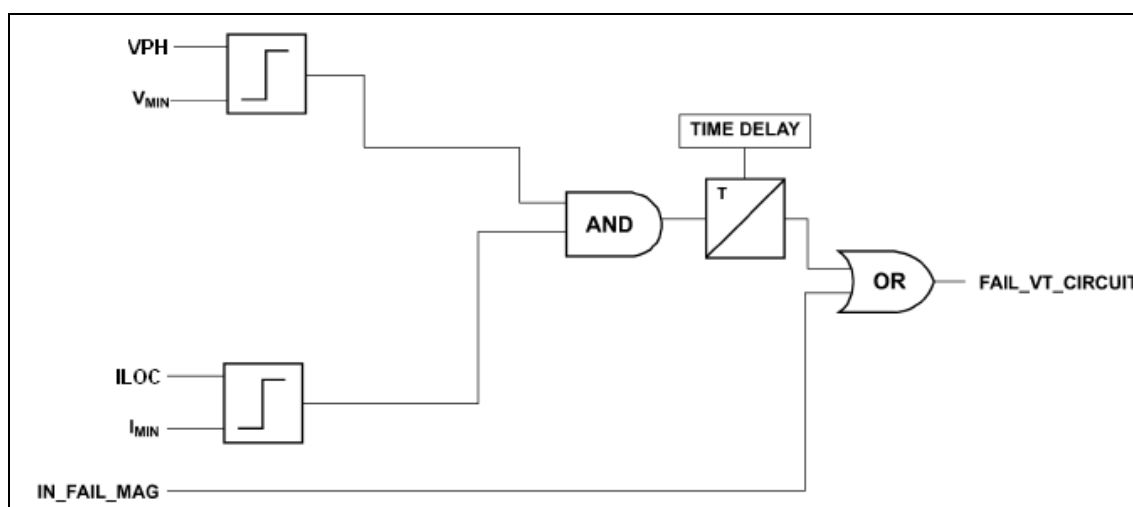 VPH
VMIN
TIME DELAY
T
AND
OR
FAIL_VT_CIRCUIT
ILOC
IMIN
IN_FAIL_MAG